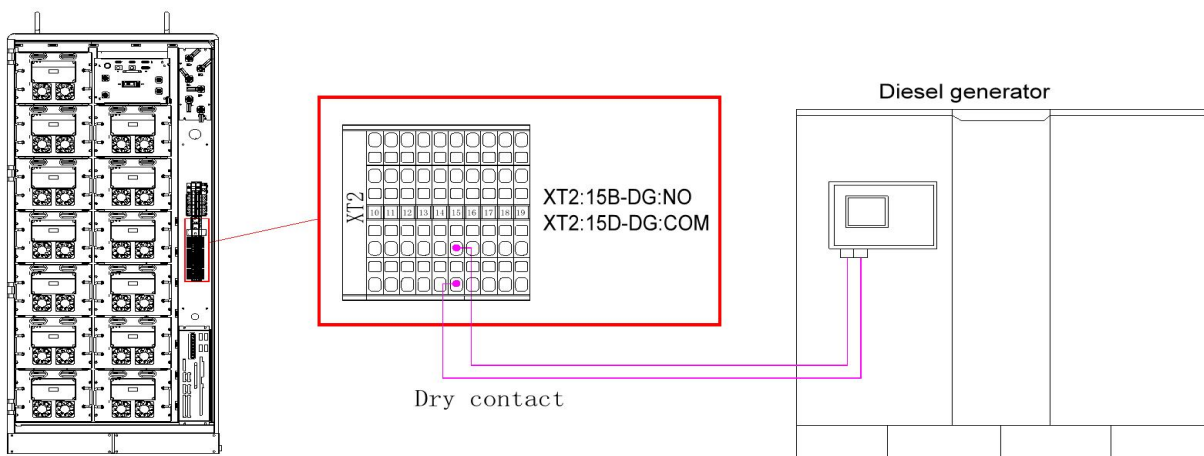 Diesel generator
XT2
10 11 12 13 14 15 16 17 18 19
XT2:15B-DG:NO
XT2:15D-DG:COM
Dry contact